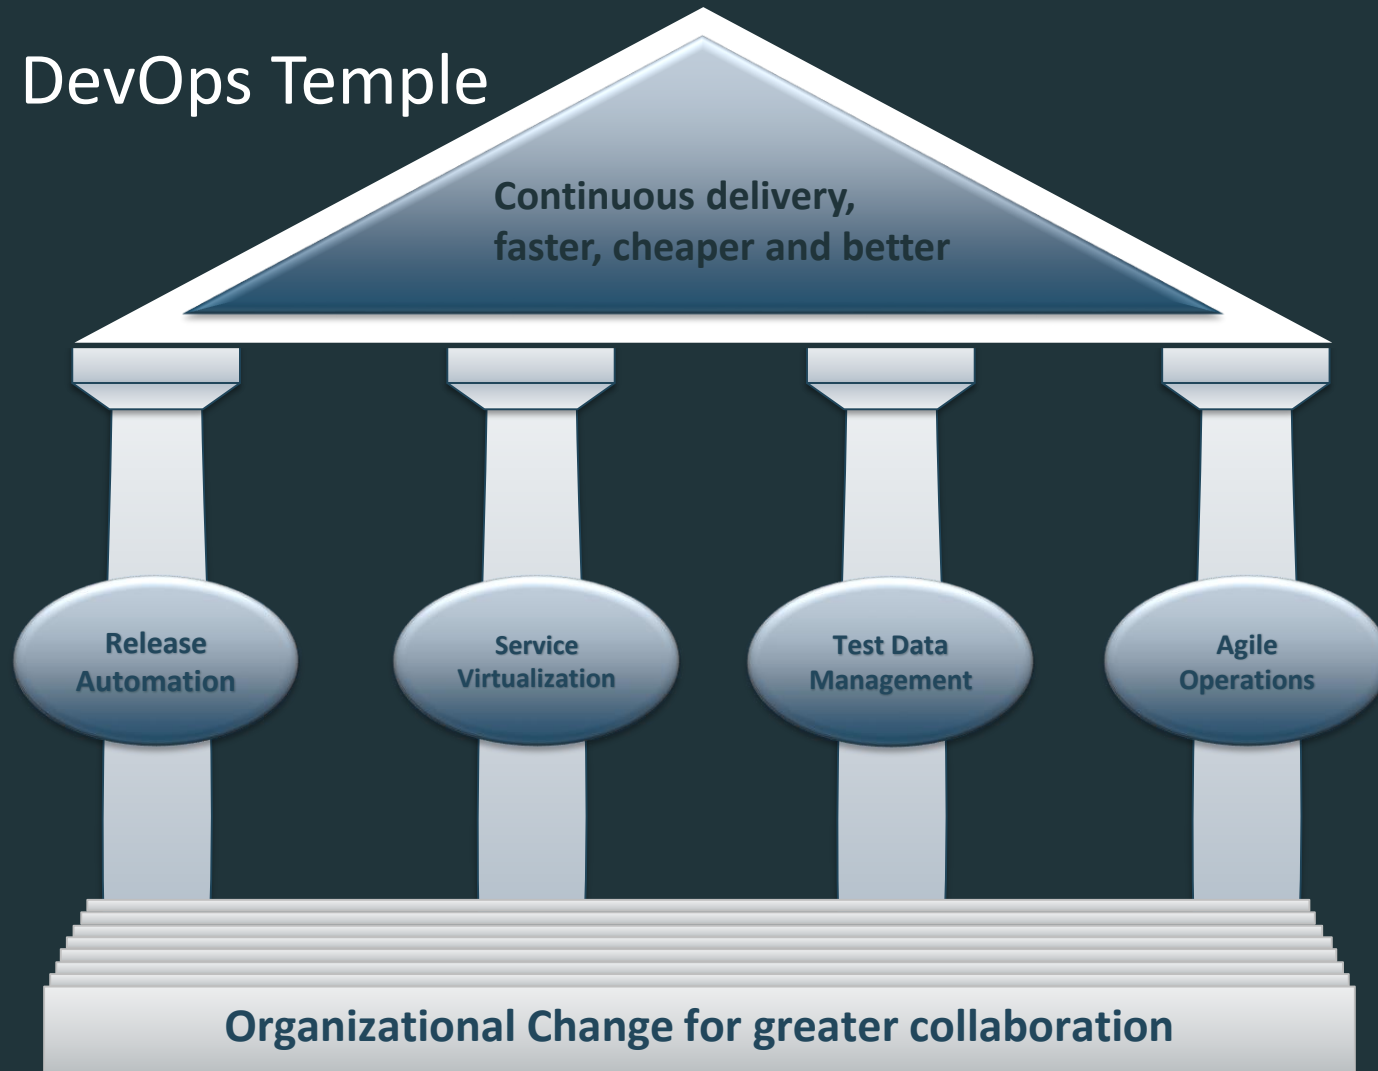 DevOps Temple
Continuous delivery,
faster, cheaper and better
Release
Automation
Service
Virtualization
Test Data
Management
Agile
Operations
Organizational Change for greater collaboration